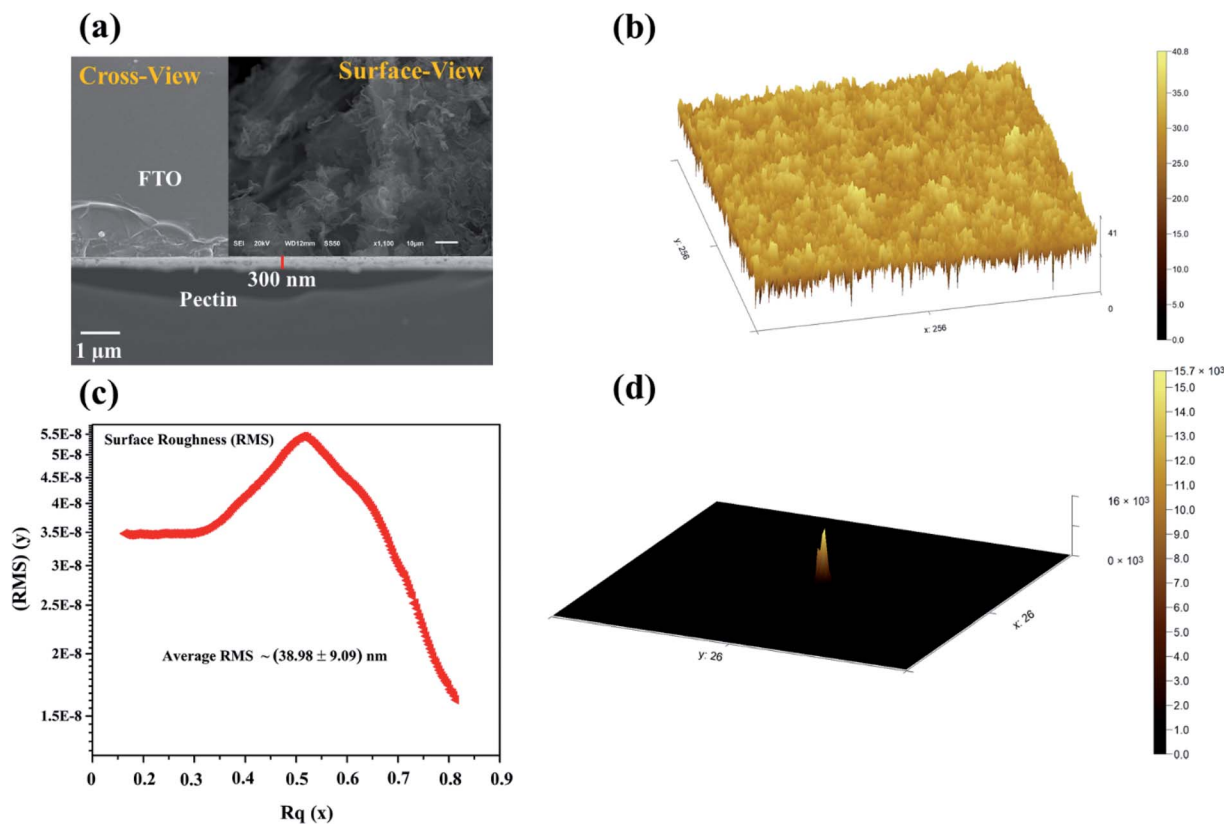 (a)
Cross-View
Surface-View
FTO
SEI 20kV WD12mm SS50 x1,100 10µm
300 nm
Pectin
1 µm
(b)
40.8
35.0
30.0
25.0
20.0
15.0
10.0
5.0
0.0
41
0
y: 256
x: 256
(c)
5.5E-8
4.5E-8
4E-8
3.5E-8
3E-8
2.5E-8
2E-8
1.5E-8
(RMS) (y)
Surface Roughness (RMS)
Average RMS ~ (38.98 ± 9.09) nm
0 0.2 0.3 0.4 0.5 0.6 0.7 0.8 0.9
Rq (x)
(d)
15.7 × 10³
15.0
14.0
13.0
12.0
11.0
10.0
9.0
8.0
7.0
6.0
5.0
4.0
3.0
2.0
1.0
0.0
16 × 10³
0 × 10³
x: 26
y: 26